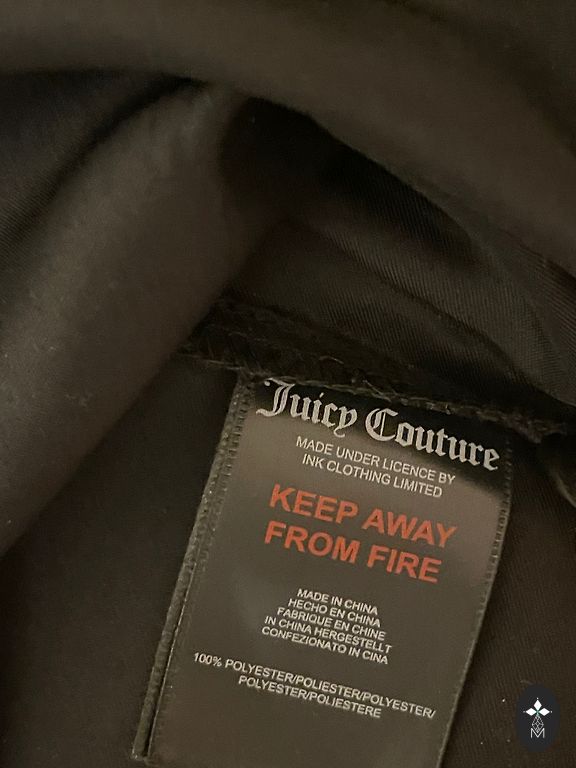 Juicy Couture
MADE UNDER LICENCE BY
INK CLOTHING LIMITED
KEEP AWAY
FROM FIRE
MADE IN CHINA
HECHO EN CHINA
FABRIQUE EN CHINE
IN CHINA HERGESTELLT
CONFEZIONATO IN CINA
100% POLYESTER/POLIESTER/POLYESTER/
POLYESTER/POLIESTERE
M